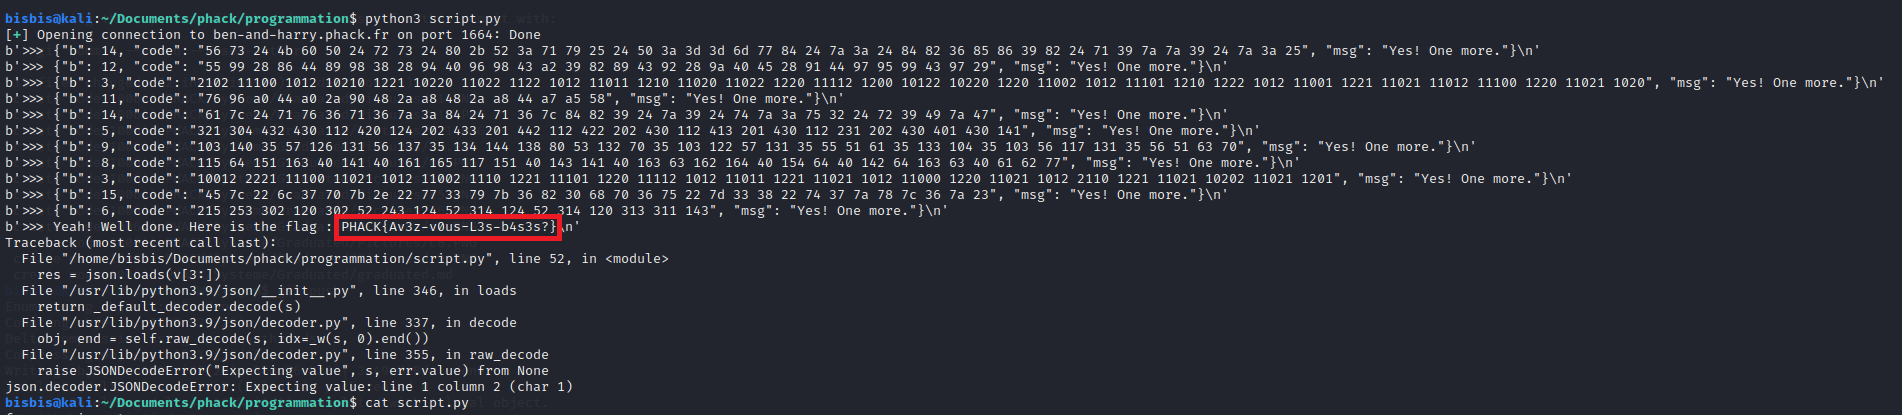 bisbis@kali:~/Documents/phack/programmation$ python3 script.py
[+] Opening connection to ben-and-harry.phack.fr on port 1664: Done
b'>>> {"b": 14, "code": "56 73 24 4b 60 50 24 72 73 24 80 2b 52 3a 71 79 25 24 50 3a 3d 3d 6d 77 84 24 7a 3a 24 84 82 36 85 86 39 82 24 71 39 7a 7a 39 24 7a 3a 25", "msg": "Yes! One more."}\n'
b'>>> {"b": 12, "code": "55 99 28 86 44 89 98 38 28 94 40 96 98 43 a2 39 82 89 43 92 28 9a 40 45 28 91 44 97 95 99 43 97 29", "msg": "Yes! One more."}\n'
b'>>> {"b": 3, "code": "2102 11100 1012 10210 1221 10220 11022 1122 1012 11011 1210 11020 11022 1220 11112 1200 10122 10220 1220 11002 1012 11101 1210 1222 1012 11001 1221 11021 11012 11100 1220 11021 1020", "msg": "Yes! One more."}\n'
b'>>> {"b": 11, "code": "76 96 a0 44 a0 2a 90 48 2a a8 48 2a a8 44 a7 a5 58", "msg": "Yes! One more."}\n'
b'>>> {"b": 14, "code": "61 7c 24 71 76 36 71 36 7a 3a 84 24 71 36 7c 84 82 39 24 7a 39 24 74 7a 3a 75 32 24 72 39 49 7a 47", "msg": "Yes! One more."}\n'
b'>>> {"b": 5, "code": "321 304 432 430 112 420 124 202 433 201 442 112 422 202 430 112 413 201 430 112 231 202 430 401 430 141", "msg": "Yes! One more."}\n'
b'>>> {"b": 9, "code": "103 140 35 57 126 131 56 137 35 134 144 138 80 53 132 70 35 103 122 57 131 35 55 51 61 35 133 104 35 103 56 117 131 35 56 51 63 70", "msg": "Yes! One more."}\n'
b'>>> {"b": 8, "code": "115 64 151 163 40 141 40 161 165 117 151 40 143 141 40 163 63 162 164 40 154 64 40 142 64 163 63 40 61 62 77", "msg": "Yes! One more."}\n'
b'>>> {"b": 3, "code": "10012 2221 11100 11021 1012 11002 1110 1221 11101 1220 11112 1012 11011 1221 11021 1012 11000 1220 11021 1012 2110 1221 11021 10202 11021 1201", "msg": "Yes! One more."}\n'
b'>>> {"b": 15, "code": "45 7c 22 6c 37 70 7b 2e 22 77 33 79 7b 36 82 30 68 70 36 75 22 7d 33 38 22 74 37 7a 78 7c 36 7a 23", "msg": "Yes! One more."}\n'
b'>>> {"b": 6, "code": "215 253 302 120 302 52 243 124 52 314 124 52 314 120 313 311 143", "msg": "Yes! One more."}\n'
b'>>> Yeah! Well done. Here is the flag : PHACK{Av3z-v0us-L3s-b4s3s?}\n'
Traceback (most recent call last):
File "/home/bisbis/Documents/phack/programmation/script.py", line 52, in <module>
res = json.loads(v[3:])
File "/usr/lib/python3.9/json/__init__.py", line 346, in loads
return _default_decoder.decode(s)
File "/usr/lib/python3.9/json/decoder.py", line 337, in decode
obj, end = self.raw_decode(s, idx=_w(s, 0).end())
File "/usr/lib/python3.9/json/decoder.py", line 355, in raw_decode
raise JSONDecodeError("Expecting value", s, err.value) from None
json.decoder.JSONDecodeError: Expecting value: line 1 column 2 (char 1)
bisbis@kali:~/Documents/phack/programmation$ cat script.py